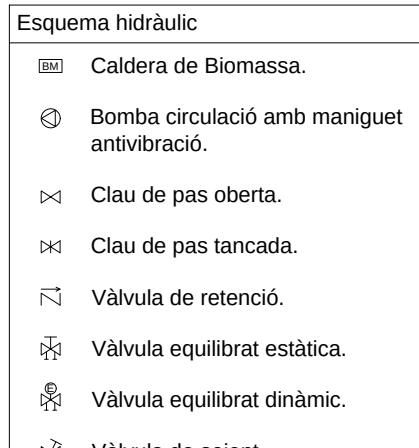 Esquema hidràulic
BM Caldera de Biomassa.
Bomba circulació amb maniguet
antivibració.
Clau de pas oberta.
Clau de pas tancada.
Vàlvula de retenció.
Vàlvula equilibrat estàtica.
E Vàlvula equilibrat dinàmic.